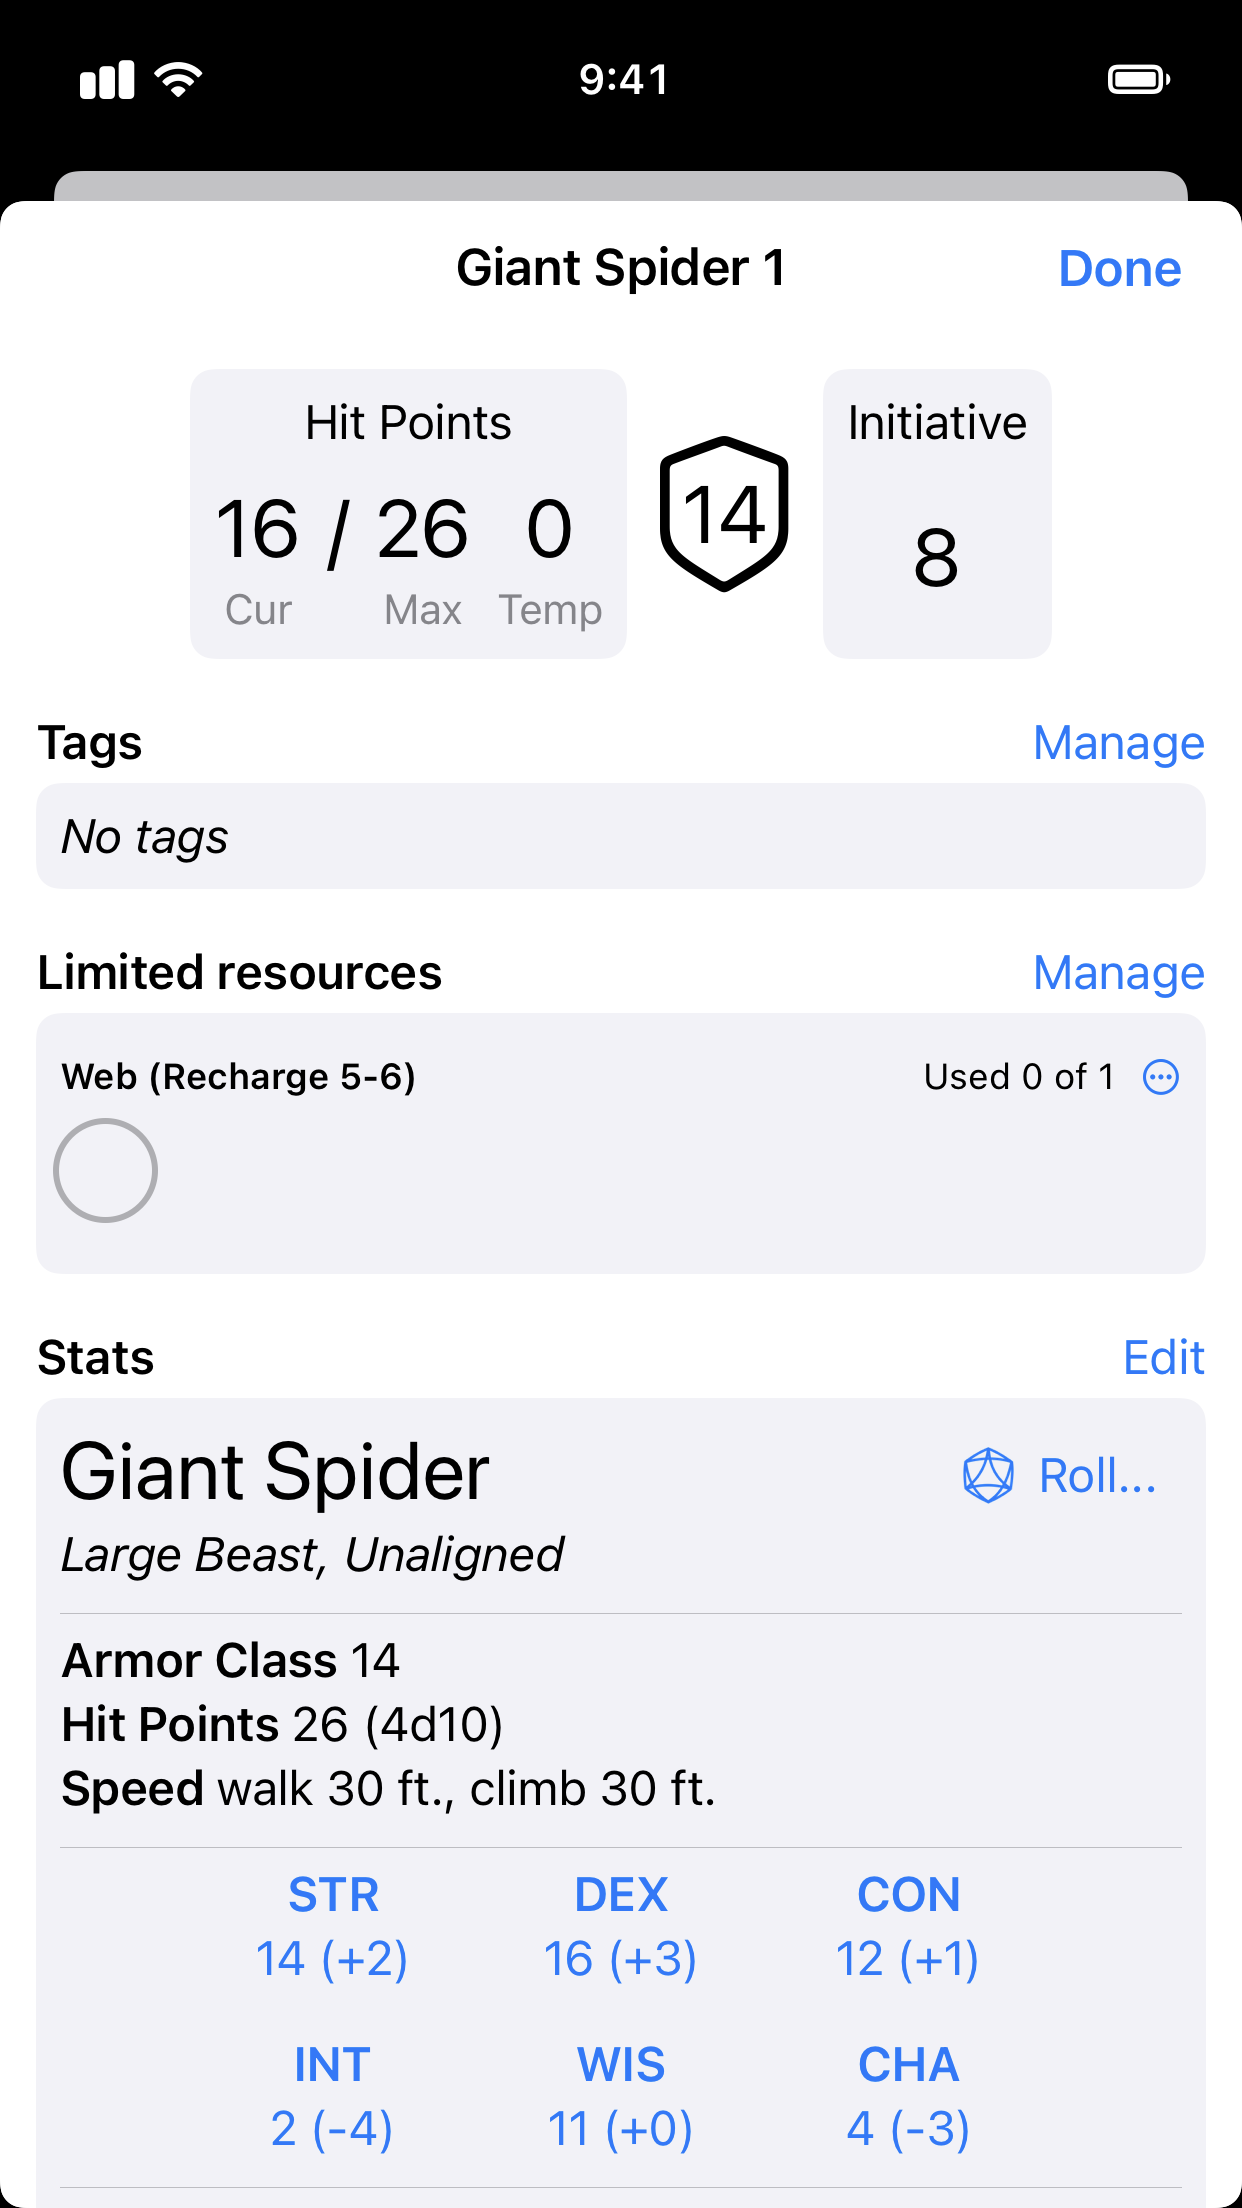 9:41
Giant Spider 1 Done
Hit Points
16 / 26 0
Cur Max Temp
14
Initiative
8
Tags Manage
No tags
Limited resources Manage
Web (Recharge 5-6) Used 0 of 1
Stats Edit
Giant Spider Roll...
Large Beast, Unaligned
Armor Class 14
Hit Points 26 (4d10)
Speed walk 30 ft., climb 30 ft.
STR DEX CON
14 (+2) 16 (+3) 12 (+1)
INT WIS CHA
2 (-4) 11 (+0) 4 (-3)